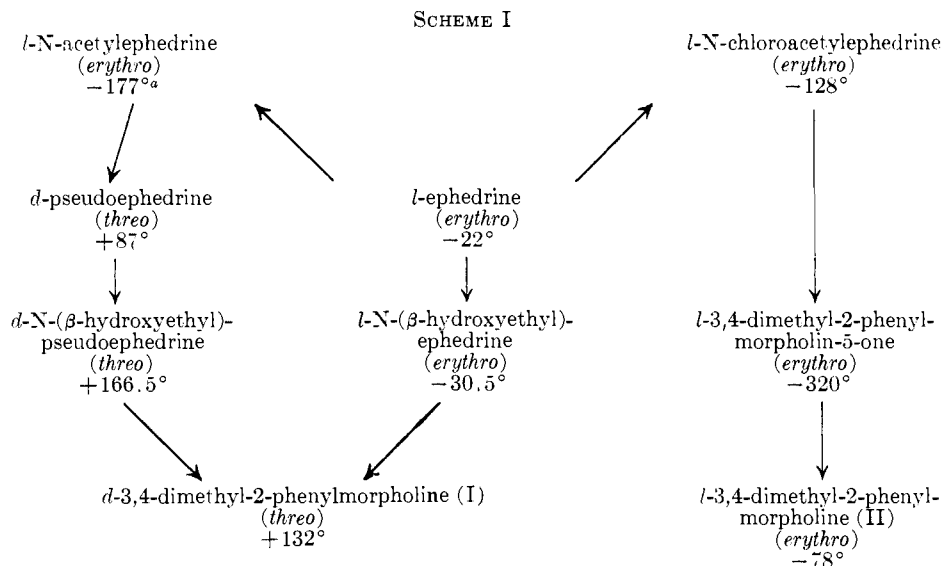 SCHEME I
l-N-acetylephedrine
(erythro)
−177°a
l-N-chloroacetylephedrine
(erythro)
−128°
d-pseudoephedrine
(threo)
+87°
l-ephedrine
(erythro)
−22°
d-N-(β-hydroxyethyl)-
pseudoephedrine
(threo)
+166.5°
l-N-(β-hydroxyethyl)-
ephedrine
(erythro)
−30.5°
l-3,4-dimethyl-2-phenyl-
morpholin-5-one
(erythro)
−320°
d-3,4-dimethyl-2-phenylmorpholine (I)
(threo)
+132°
l-3,4-dimethyl-2-phenyl-
morpholine (II)
(erythro)
−78°